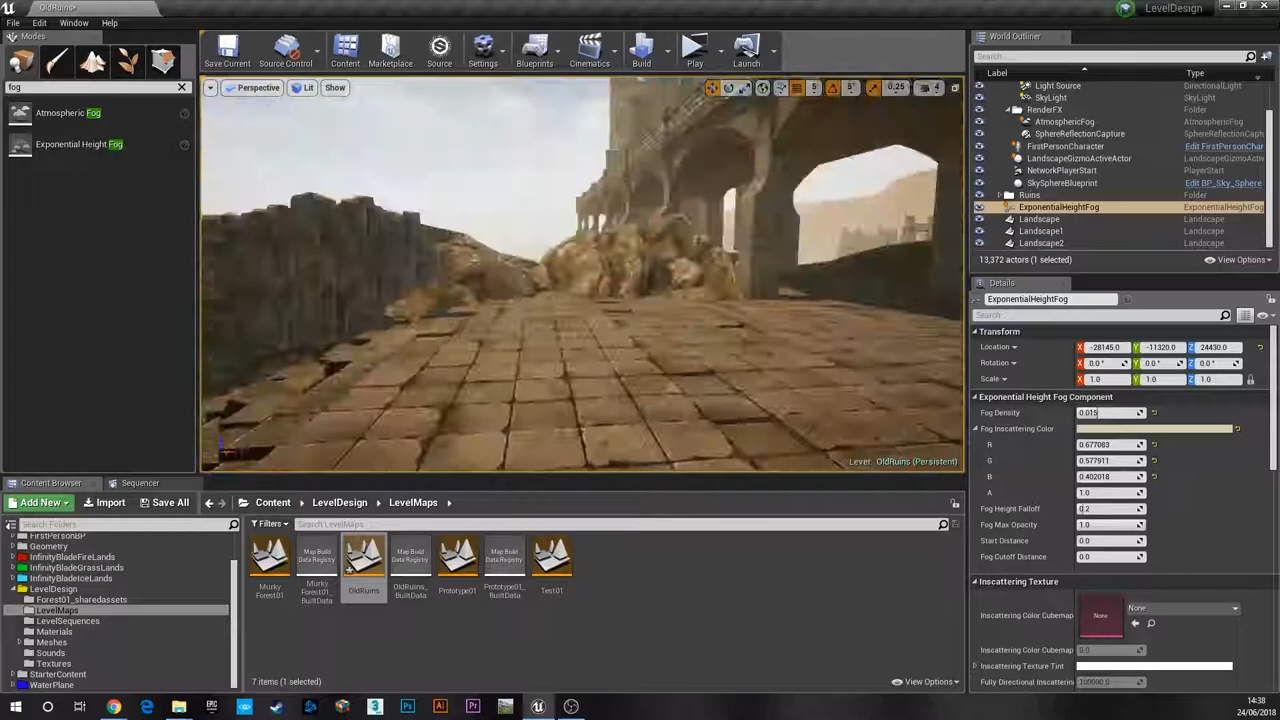 OldRuins*
LevelDesign
File Edit Window Help
Modes
fog
Atmospheric Fog
Exponential Height Fog
Save Current
Source Control
Content
Marketplace
Source
Settings
Blueprints
Cinematics
Build
Play
Launch
Perspective
Lit
Show
5
5°
0.25
4
Level: OldRuins (Persistent)
World Outliner
Search...
Label Type
Light Source DirectionalLight
SkyLight SkyLight
RenderFX Folder
AtmosphericFog AtmosphericFog
SphereReflectionCapture SphereReflectionCapt
FirstPersonCharacter Edit FirstPersonChar
LandscapeGizmoActiveActor LandscapeGizmoActiv
NetworkPlayerStart PlayerStart
SkySphereBlueprint Edit BP_Sky_Sphere
Ruins Folder
ExponentialHeightFog ExponentialHeightFog
Landscape Landscape
Landscape1 Landscape
Landscape2 Landscape
13,372 actors (1 selected)
View Options
Details
ExponentialHeightFog
Search...
Transform
Location X -28145.0 Y -11320.0 Z 24430.0
Rotation X 0.0 ° Y 0.0 ° Z 0.0 °
Scale X 1.0 Y 1.0 Z 1.0
Exponential Height Fog Component
Fog Density 0.015
Fog Inscattering Color
R 0.677083
G 0.577911
B 0.402018
A 1.0
Fog Height Falloff 0.2
Fog Max Opacity 1.0
Start Distance 0.0
Fog Cutoff Distance 0.0
Inscattering Texture
Inscattering Color Cubemap None None
Inscattering Color Cubemap 0.0
Inscattering Texture Tint
Fully Directional Inscatterin 100000.0
Content Browser
Sequencer
Add New
Import
Save All
Content LevelDesign LevelMaps
Search Folders
Filters
Search LevelMaps
FirstPersonBP
Geometry
InfinityBladeFireLands
InfinityBladeGrassLands
InfinityBladeIceLands
LevelDesign
Forest01_sharedassets
LevelMaps
LevelSequences
Materials
Meshes
Sounds
Textures
StarterContent
WaterPlane
Map Build Data Registry
Map Build Data Registry
Map Build Data Registry
Murky Forest01
Murky Forest01_BuiltData
OldRuins
OldRuins_BuiltData
Prototype01
Prototype01_BuiltData
Test01
7 items (1 selected)
View Options
14:38
24/06/2018